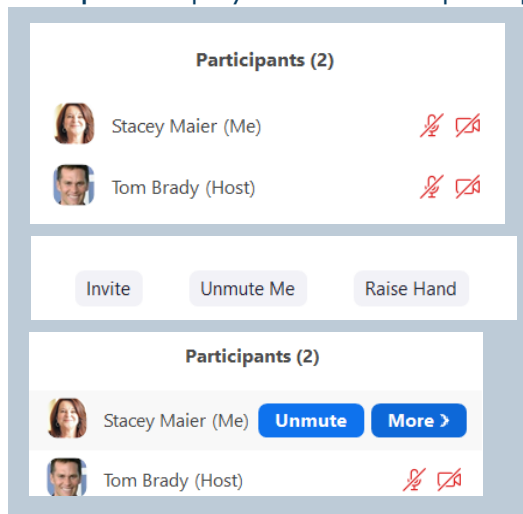 Participants (2)
Stacey Maier (Me)
Tom Brady (Host)
Invite Unmute Me Raise Hand
Participants (2)
Stacey Maier (Me) Unmute More >
Tom Brady (Host)